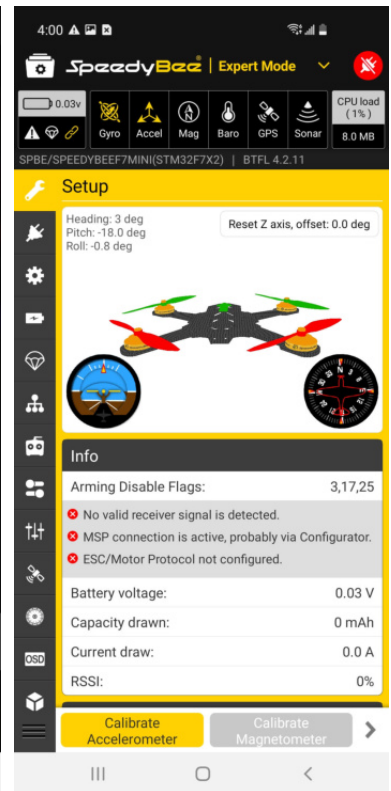 4:00
SpeedyBee | Expert Mode
0.03v
Gyro Accel Mag Baro GPS Sonar
CPU load
(1%)
8.0 MB
SPBE/SPEEDYBEEF7MINI(STM32F7X2) | BTFL 4.2.11
Setup
Heading: 3 deg
Pitch: -18.0 deg
Roll: -0.8 deg
Reset Z axis, offset: 0.0 deg
Info
Arming Disable Flags: 3,17,25
No valid receiver signal is detected.
MSP connection is active, probably via Configurator.
ESC/Motor Protocol not configured.
Battery voltage: 0.03 V
Capacity drawn: 0 mAh
Current draw: 0.0 A
RSSI: 0%
OSD
Calibrate
Accelerometer
Calibrate
Magnetometer